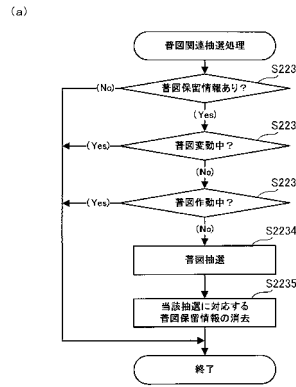 (a)
普図関連抽選処理
S223
普図保留情報あり?
(No)
(Yes)
S223
普図変動中?
(Yes)
(No)
S223
普図作動中?
(Yes)
(No)
S2234
普図抽選
S2235
当該抽選に対応する
普図保留情報の消去
終了